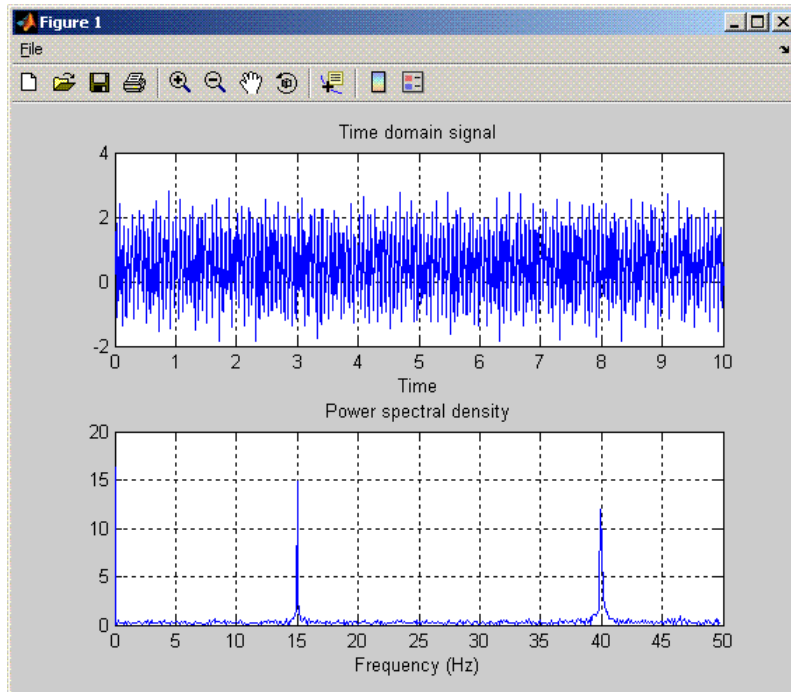 Figure 1
File
Time domain signal
4
2
0
-2
0 1 2 3 4 5 6 7 8 9 10
Time
Power spectral density
20
15
10
5
0
0 5 10 15 20 25 30 35 40 45 50
Frequency (Hz)